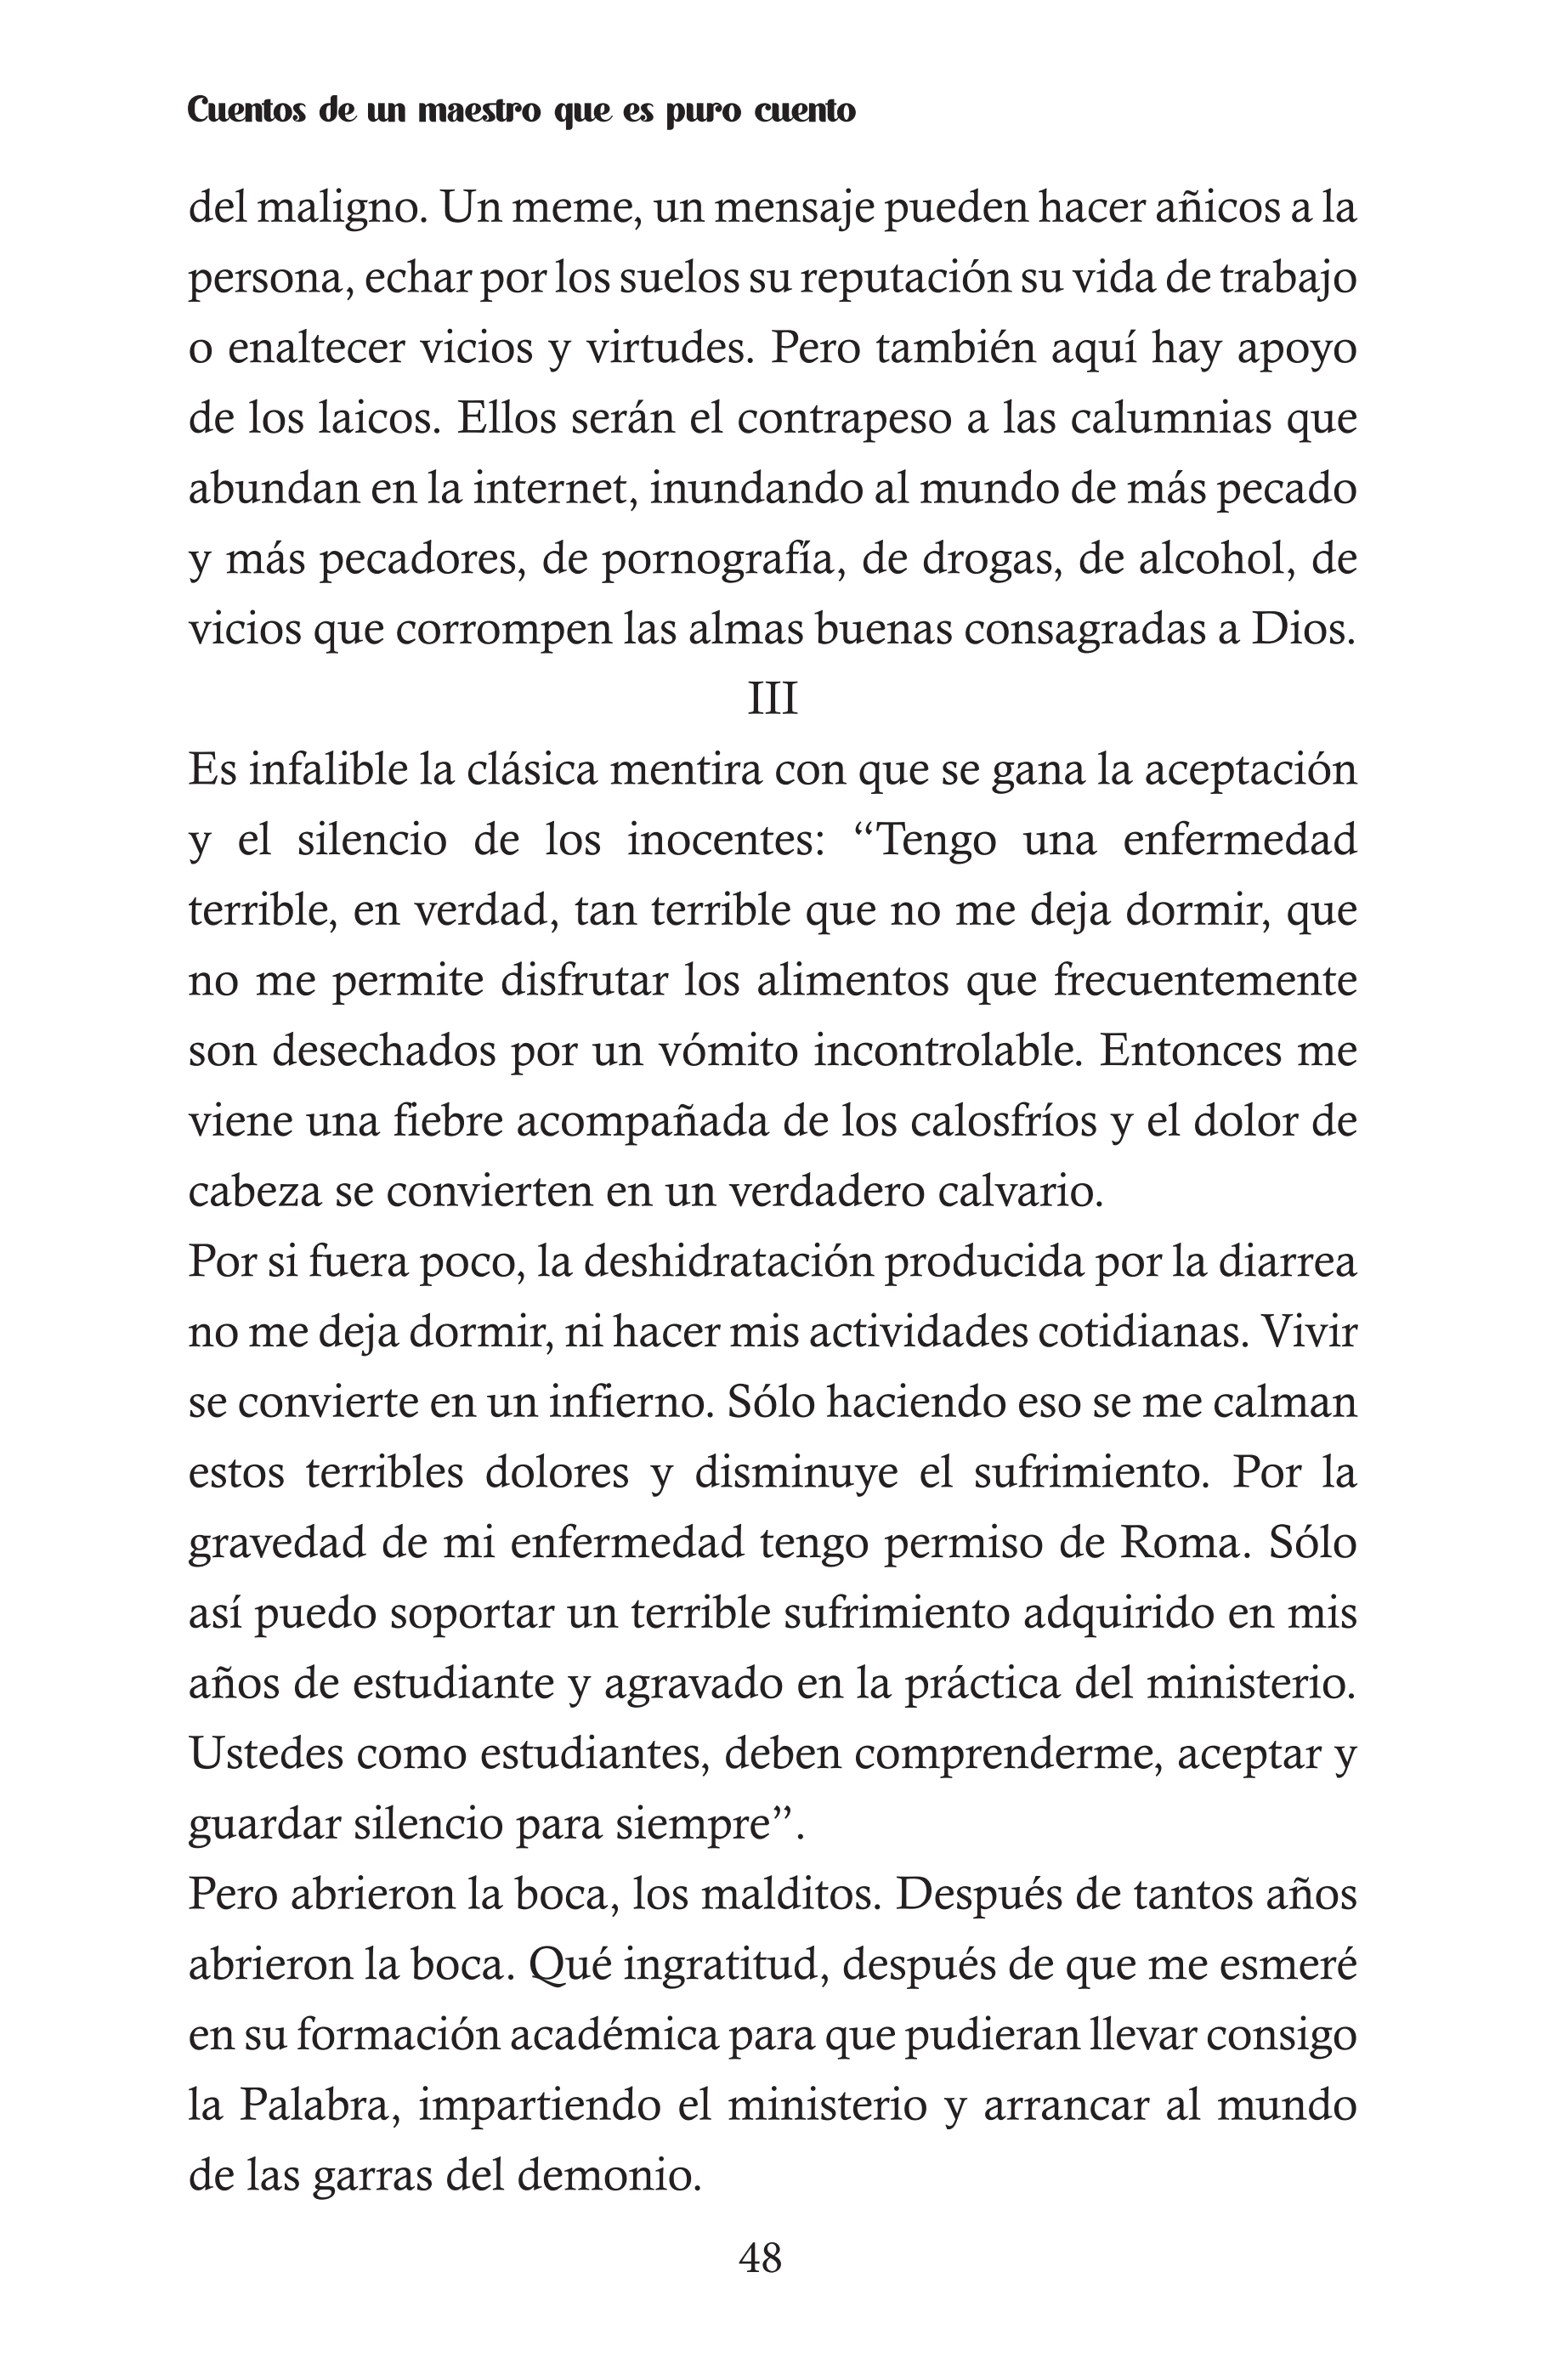 Cuentos de un maestro que es puro cuento
del maligno. Un meme, un mensaje pueden hacer añicos a la
persona, echar por los suelos su reputación su vida de trabajo
o enaltecer vicios y virtudes. Pero también aquí hay apoyo
de los laicos. Ellos serán el contrapeso a las calumnias que
abundan en la internet, inundando al mundo de más pecado
y más pecadores, de pornografía, de drogas, de alcohol, de
vicios que corrompen las almas buenas consagradas a Dios.
III
Es infalible la clásica mentira con que se gana la aceptación
y el silencio de los inocentes: “Tengo una enfermedad
terrible, en verdad, tan terrible que no me deja dormir, que
no me permite disfrutar los alimentos que frecuentemente
son desechados por un vómito incontrolable. Entonces me
viene una fiebre acompañada de los calosfríos y el dolor de
cabeza se convierten en un verdadero calvario.
Por si fuera poco, la deshidratación producida por la diarrea
no me deja dormir, ni hacer mis actividades cotidianas. Vivir
se convierte en un infierno. Sólo haciendo eso se me calman
estos terribles dolores y disminuye el sufrimiento. Por la
gravedad de mi enfermedad tengo permiso de Roma. Sólo
así puedo soportar un terrible sufrimiento adquirido en mis
años de estudiante y agravado en la práctica del ministerio.
Ustedes como estudiantes, deben comprenderme, aceptar y
guardar silencio para siempre”.
Pero abrieron la boca, los malditos. Después de tantos años
abrieron la boca. Qué ingratitud, después de que me esmeré
en su formación académica para que pudieran llevar consigo
la Palabra, impartiendo el ministerio y arrancar al mundo
de las garras del demonio.
48